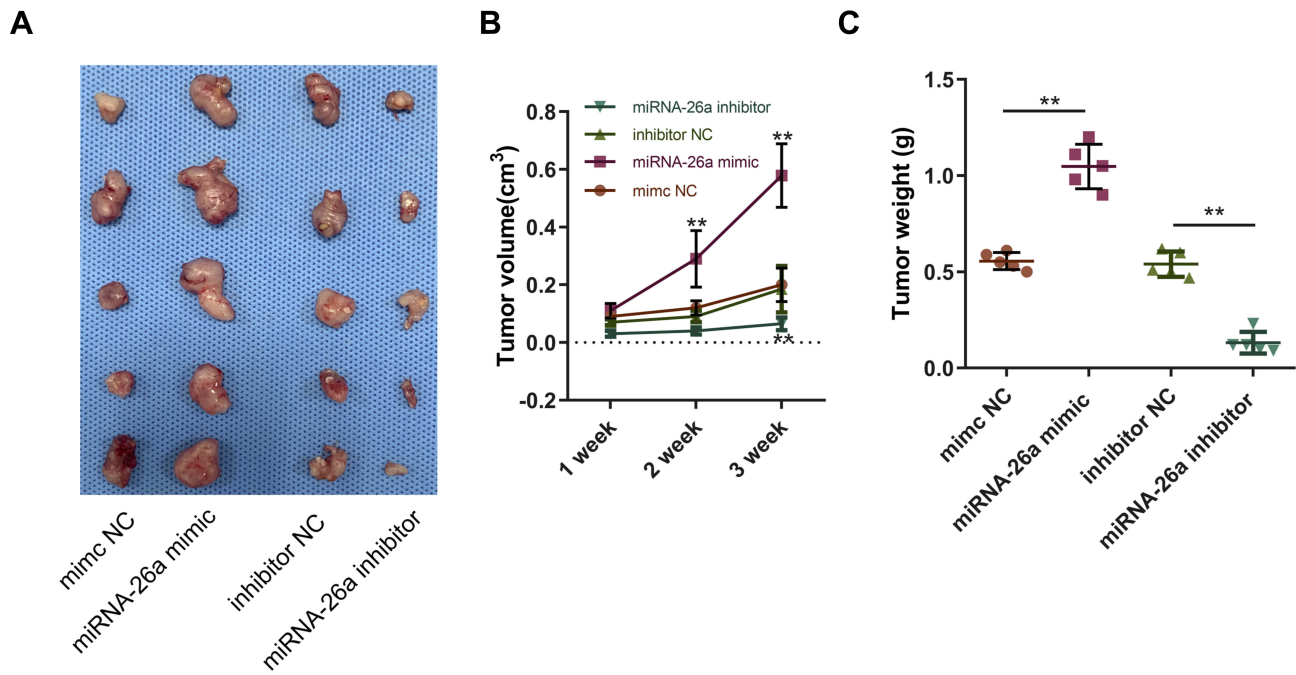 A
mimc NC
miRNA-26a mimic
inhibitor NC
miRNA-26a inhibitor
B
Tumor volume(cm3)
0.8
0.6
0.4
0.2
0.0
-0.2
miRNA-26a inhibitor
inhibitor NC
miRNA-26a mimic
mimc NC
**
**
**
1 week
2 week
3 week
C
Tumor weight (g)
1.5
1.0
0.5
0.0
**
**
mimc NC
miRNA-26a mimic
inhibitor NC
miRNA-26a inhibitor